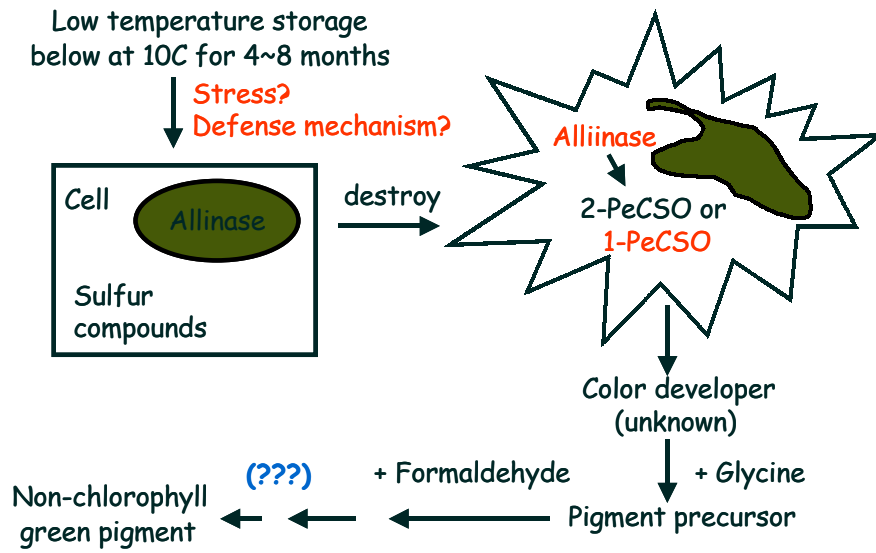 Low temperature storage
below at 10C for 4~8 months
Stress?
Defense mechanism?
Cell
Allinase
Sulfur
compounds
destroy
Alliinase
2-PeCSO or
1-PeCSO
Color developer
(unknown)
+ Glycine
Pigment precursor
+ Formaldehyde
(???)
Non-chlorophyll
green pigment